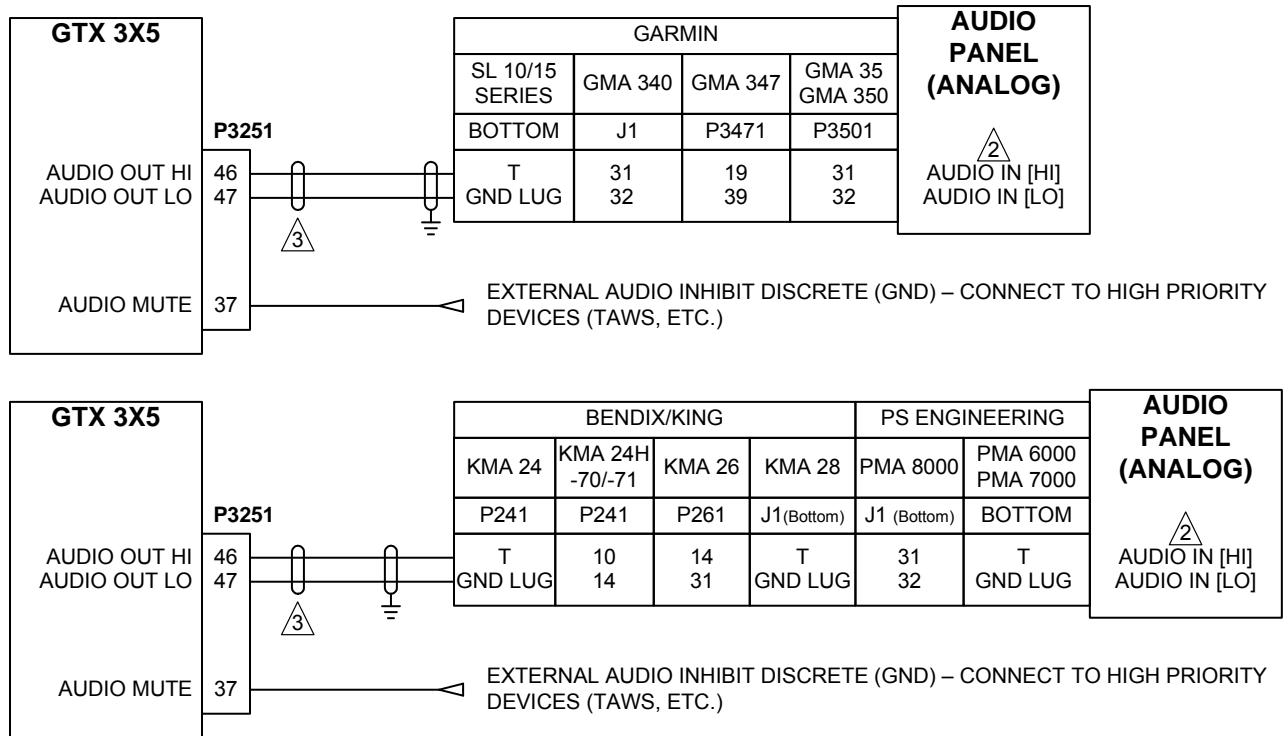 GTX 3X5
P3251
AUDIO OUT HI 46
AUDIO OUT LO 47
3
AUDIO MUTE 37
GARMIN
SL 10/15 SERIES GMA 340 GMA 347 GMA 35 GMA 350
BOTTOM J1 P3471 P3501
T 31 19 31
GND LUG 32 39 32
AUDIO
PANEL
(ANALOG)
2
AUDIO IN [HI]
AUDIO IN [LO]
EXTERNAL AUDIO INHIBIT DISCRETE (GND) – CONNECT TO HIGH PRIORITY
DEVICES (TAWS, ETC.)
GTX 3X5
P3251
AUDIO OUT HI 46
AUDIO OUT LO 47
3
AUDIO MUTE 37
BENDIX/KING PS ENGINEERING
KMA 24 KMA 24H -70/-71 KMA 26 KMA 28 PMA 8000 PMA 6000 PMA 7000
P241 P241 P261 J1(Bottom) J1 (Bottom) BOTTOM
T 10 14 T 31 T
GND LUG 14 31 GND LUG 32 GND LUG
AUDIO
PANEL
(ANALOG)
2
AUDIO IN [HI]
AUDIO IN [LO]
EXTERNAL AUDIO INHIBIT DISCRETE (GND) – CONNECT TO HIGH PRIORITY
DEVICES (TAWS, ETC.)